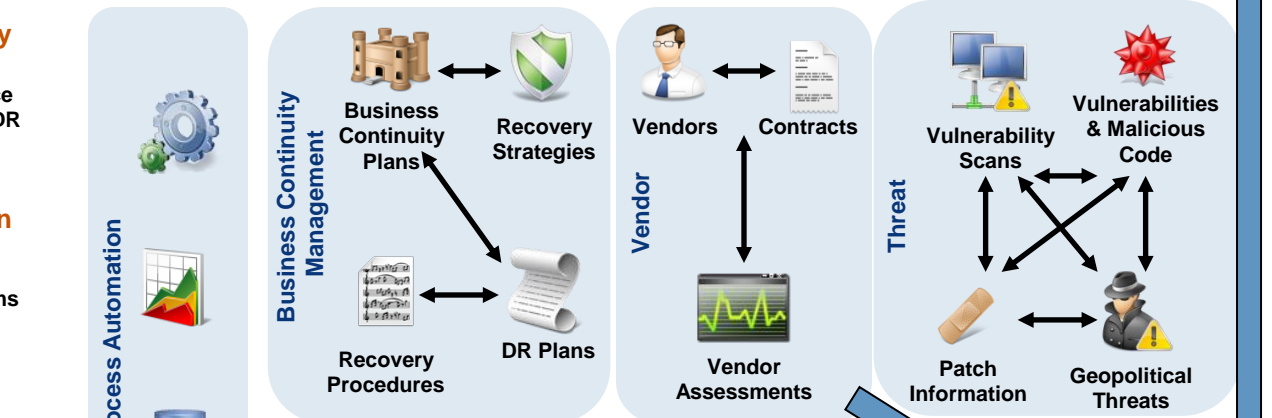 y
ce
OR
n
ns
ocess Automation
Business Continuity
Management
Business
Continuity
Plans
Recovery
Strategies
Recovery
Procedures
DR Plans
Vendor
Vendors
Contracts
Vendor
Assessments
Threat
Vulnerability
Scans
Vulnerabilities
& Malicious
Code
Patch
Information
Geopolitical
Threats